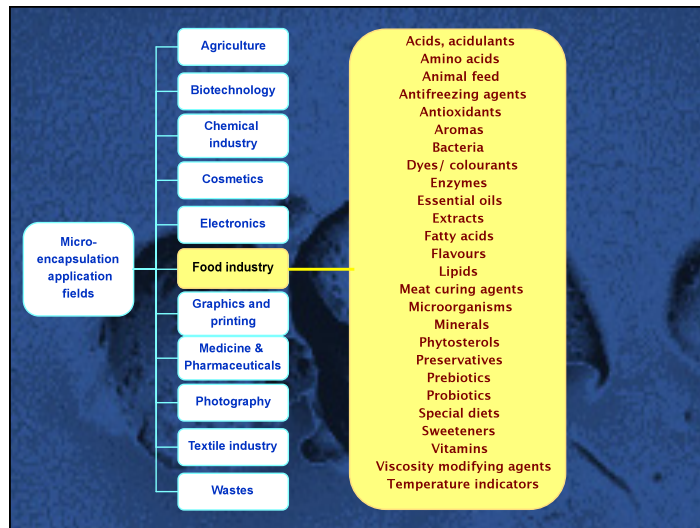 Micro-
encapsulation
application
fields
Agriculture
Biotechnology
Chemical
industry
Cosmetics
Electronics
Food industry
Graphics and
printing
Medicine &
Pharmaceuticals
Photography
Textile industry
Wastes
Acids, acidulants
Amino acids
Animal feed
Antifreezing agents
Antioxidants
Aromas
Bacteria
Dyes/ colourants
Enzymes
Essential oils
Extracts
Fatty acids
Flavours
Lipids
Meat curing agents
Microorganisms
Minerals
Phytosterols
Preservatives
Prebiotics
Probiotics
Special diets
Sweeteners
Vitamins
Viscosity modifying agents
Temperature indicators